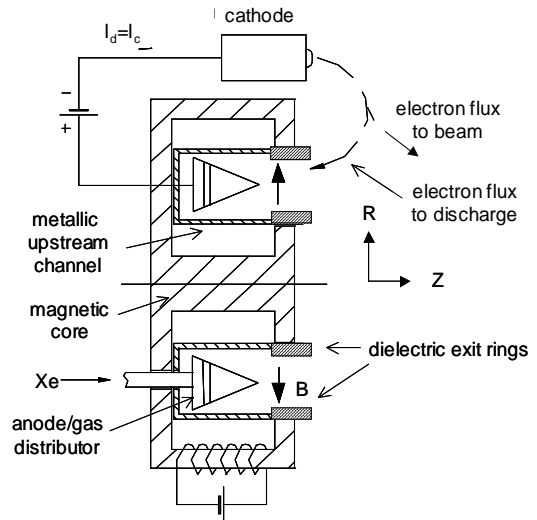 cathode
I_d=I_c
−
+
electron flux
to beam
electron flux
to discharge
R
Z
metallic
upstream
channel
magnetic
core
dielectric exit rings
Xe
B
anode/gas
distributor